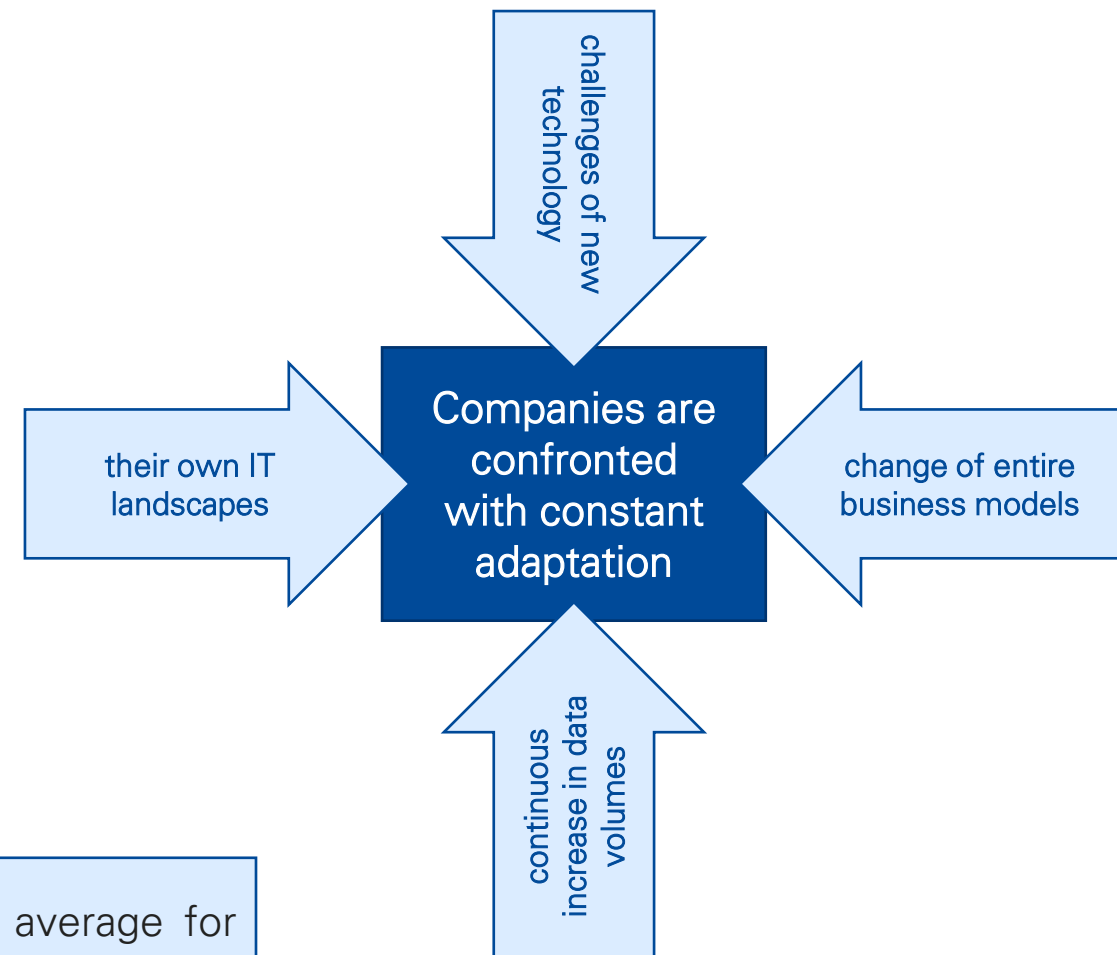 challenges of new
technology
Companies are
confronted
with constant
adaptation
their own IT
landscapes
change of entire
business models
continuous
increase in data
volumes
average for